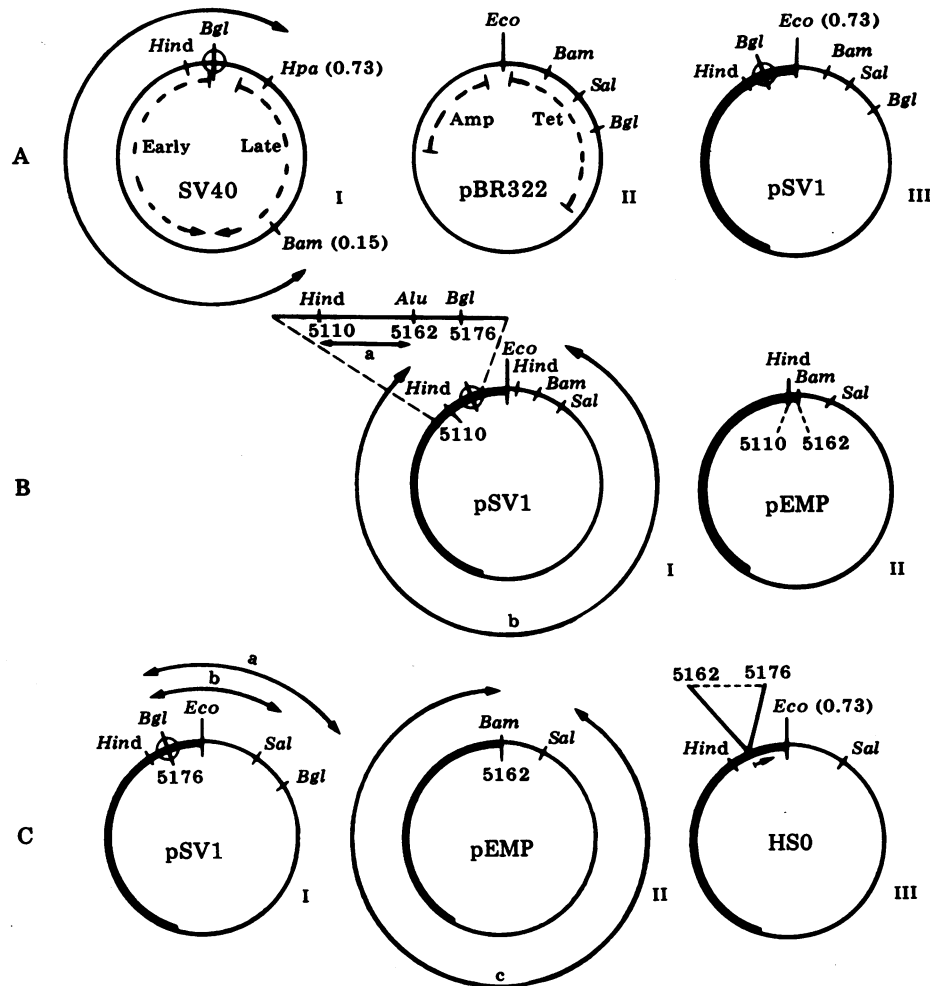 A
Hind
Bgl
Hpa (0.73)
Early
Late
SV40
I
Bam (0.15)
Eco
Bam
Sal
Bgl
Amp
Tet
pBR322
II
Eco (0.73)
Bgl
Hind
Bam
Sal
Bgl
pSV1
III
B
Hind
Alu
Bgl
5110
5162
5176
a
Eco
Hind
Hind
Bam
Sal
5110
pSV1
I
b
Hind
Bam
Sal
5110
5162
pEMP
II
C
a
b
Bgl
Eco
Hind
Sal
5176
Bgl
pSV1
I
Bam
Sal
5162
pEMP
II
c
5162
5176
Eco (0.73)
Hind
Sal
HS0
III